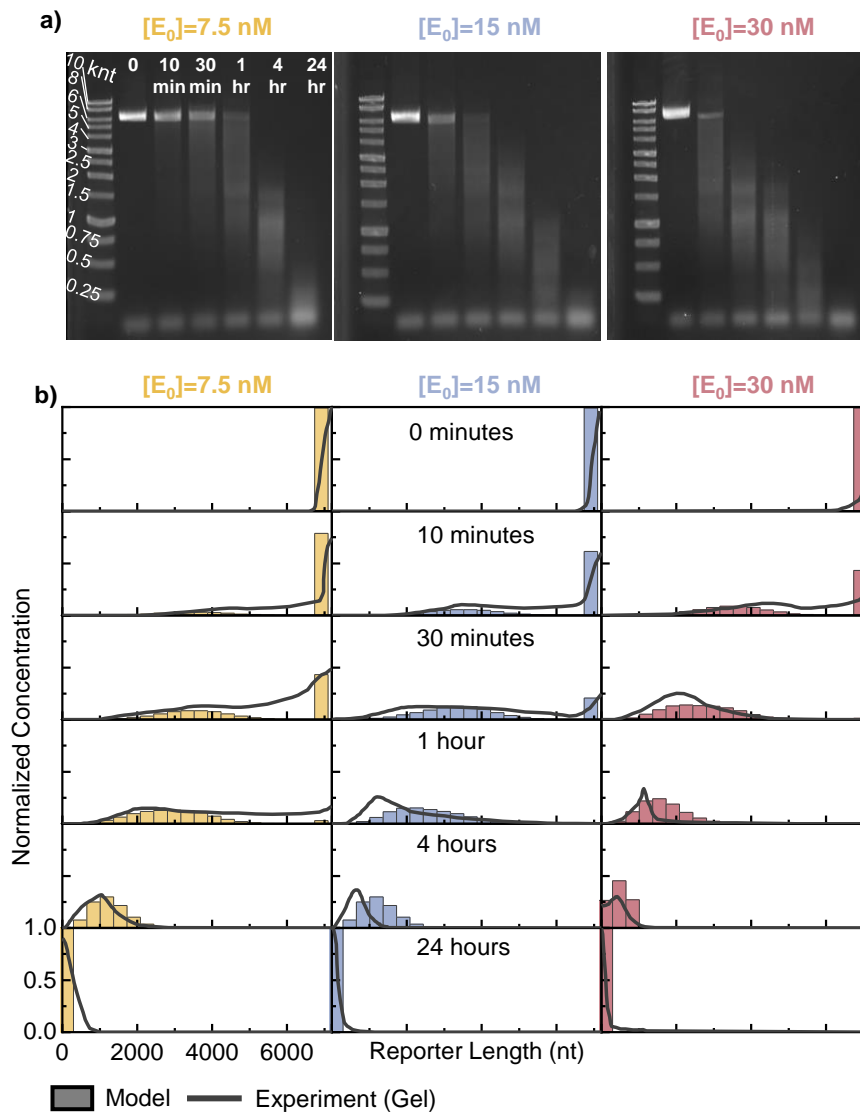 a)
[E0]=7.5 nM [E0]=15 nM [E0]=30 nM
0 10 min 30 min 1 hr 4 hr 24 hr
10 knt
8
6
5
4
3
2.5
2
1.5
1
0.75
0.5
0.25
b)
[E0]=7.5 nM [E0]=15 nM [E0]=30 nM
0 minutes
10 minutes
30 minutes
1 hour
4 hours
24 hours
Normalized Concentration
1.0
0.5
0.0
0 2000 4000 6000
Reporter Length (nt)
Model Experiment (Gel)